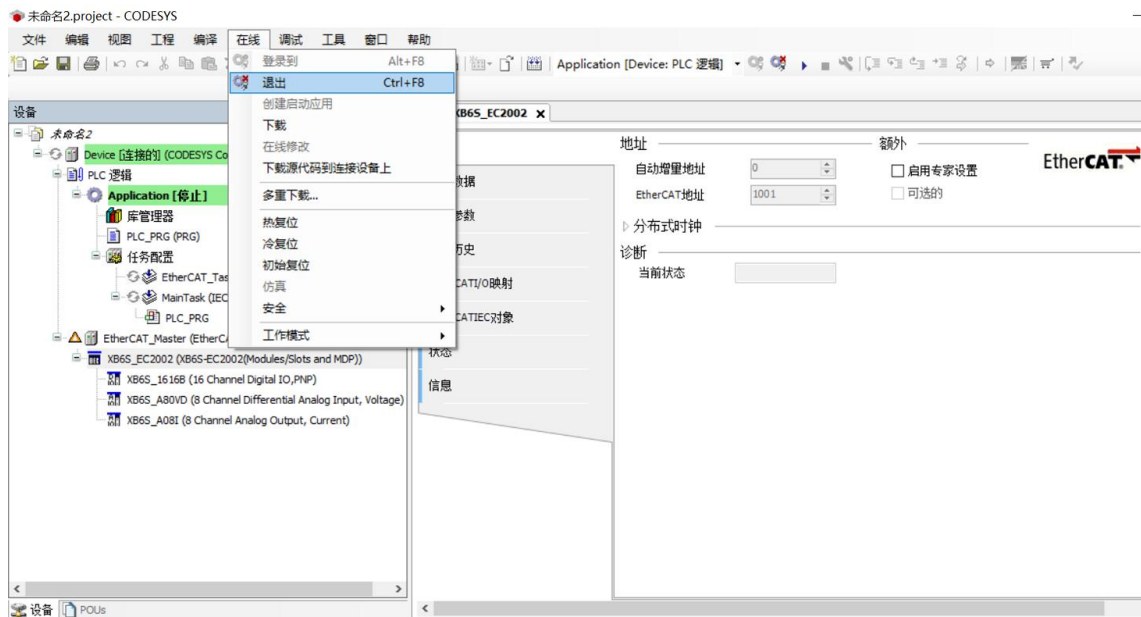 未命名2.project - CODESYS
文件 编辑 视图 工程 编译 在线 调试 工具 窗口 帮助
登录到 Alt+F8
退出 Ctrl+F8
创建启动应用
下载
在线修改
下载源代码到连接设备上
多重下载...
热复位
冷复位
初始复位
仿真
安全
工作模式
Application [Device: PLC 逻辑]
设备
未命名2
Device [连接的] (CODESYS Co
PLC 逻辑
Application [停止]
库管理器
PLC_PRG (PRG)
任务配置
EtherCAT_Tas
MainTask (IEC
PLC_PRG
EtherCAT_Master (EtherCA
XB6S_EC2002 (XB6S-EC2002(Modules/Slots and MDP))
XB6S_1616B (16 Channel Digital IO,PNP)
XB6S_A80VD (8 Channel Differential Analog Input, Voltage)
XB6S_A08I (8 Channel Analog Output, Current)
设备 POUs
XB6S_EC2002
数据
参数
历史
CATI/O映射
CATIEC对象
状态
信息
地址
自动增量地址 0
EtherCAT地址 1001
分布式时钟
诊断
当前状态
额外
启用专家设置
可选的
EtherCAT